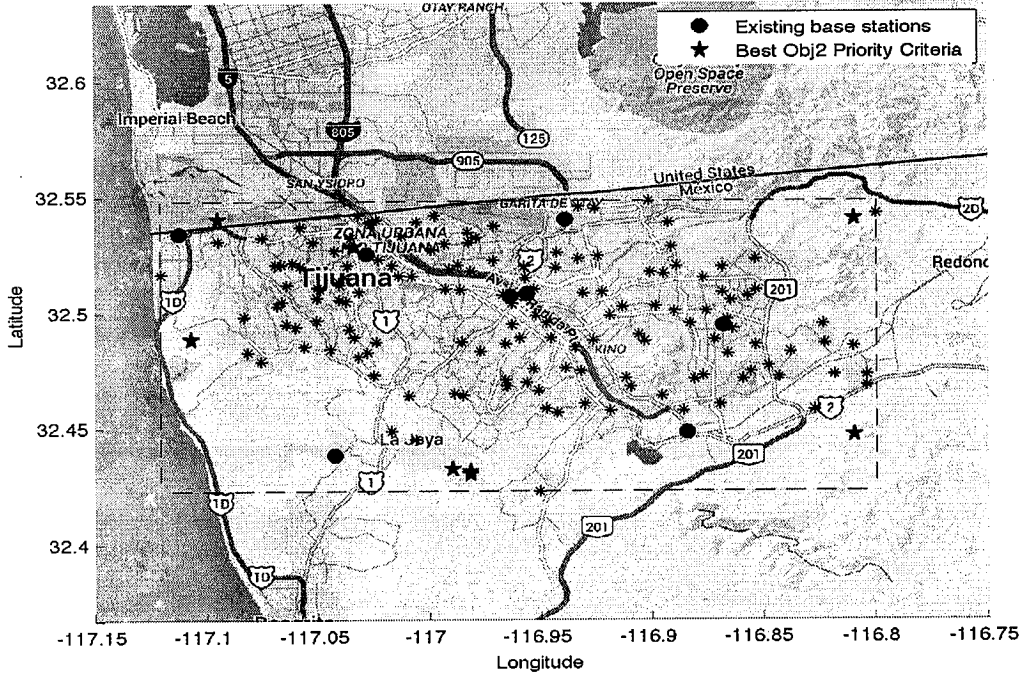 OTAY RANCH
Existing base stations
Best Obj2 Priority Criteria
32.6
5
Open Space
Preserve
Imperial Beach
805
125
905
SAN YSIDRO
United States
Mexico
32.55
2D
ZONA URBANA
TIJUANA
2
Redonc
Tijuana
201
1D
1
32.5
KINO
Latitude
32.45
La Joya
2
201
1
1D
201
32.4
1D
-117.15
-117.1
-117.05
-117
-116.95
-116.9
-116.85
-116.8
-116.75
Longitude